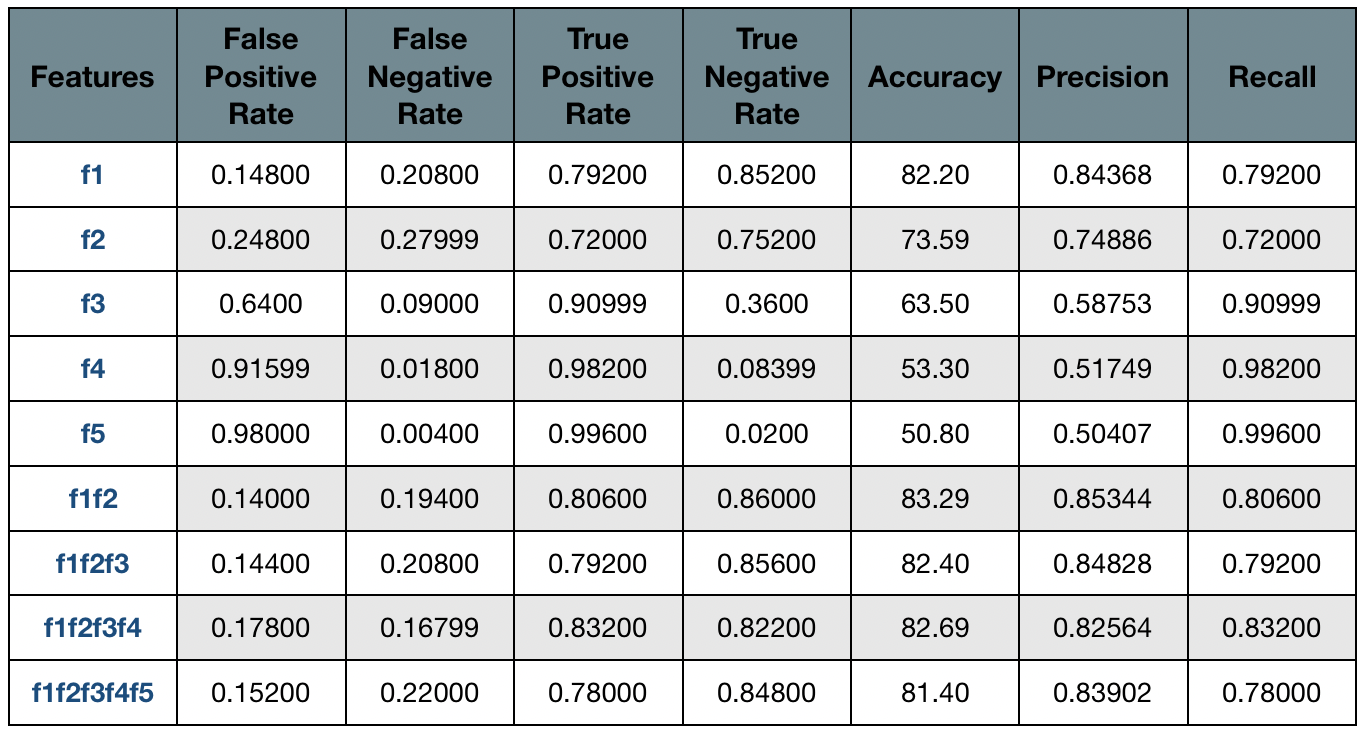 Features False Positive Rate False Negative Rate True Positive Rate True Negative Rate Accuracy Precision Recall
f1 0.14800 0.20800 0.79200 0.85200 82.20 0.84368 0.79200
f2 0.24800 0.27999 0.72000 0.75200 73.59 0.74886 0.72000
f3 0.6400 0.09000 0.90999 0.3600 63.50 0.58753 0.90999
f4 0.91599 0.01800 0.98200 0.08399 53.30 0.51749 0.98200
f5 0.98000 0.00400 0.99600 0.0200 50.80 0.50407 0.99600
f1f2 0.14000 0.19400 0.80600 0.86000 83.29 0.85344 0.80600
f1f2f3 0.14400 0.20800 0.79200 0.85600 82.40 0.84828 0.79200
f1f2f3f4 0.17800 0.16799 0.83200 0.82200 82.69 0.82564 0.83200
f1f2f3f4f5 0.15200 0.22000 0.78000 0.84800 81.40 0.83902 0.78000